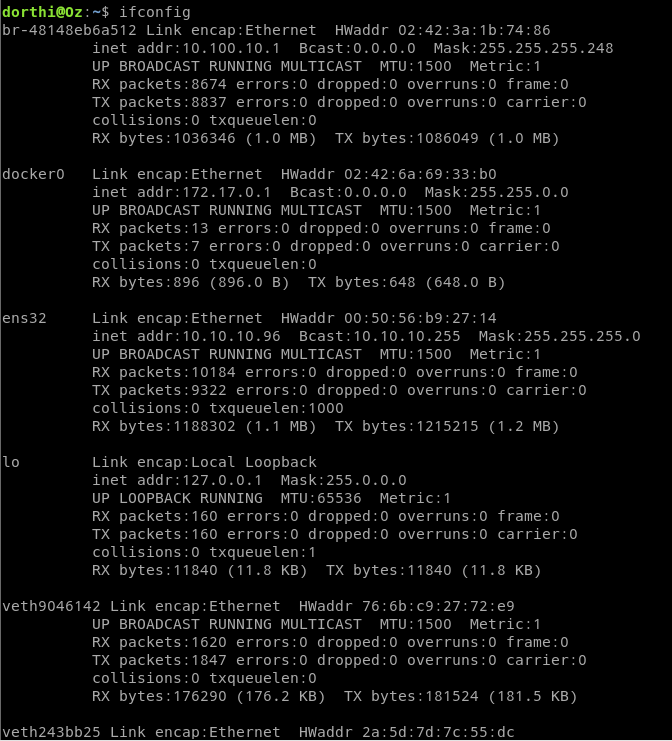 dorthi@Oz:~$ ifconfig
br-48148eb6a512 Link encap:Ethernet  HWaddr 02:42:3a:1b:74:86
          inet addr:10.100.10.1  Bcast:0.0.0.0  Mask:255.255.255.248
          UP BROADCAST RUNNING MULTICAST  MTU:1500  Metric:1
          RX packets:8674 errors:0 dropped:0 overruns:0 frame:0
          TX packets:8837 errors:0 dropped:0 overruns:0 carrier:0
          collisions:0 txqueuelen:0
          RX bytes:1036346 (1.0 MB)  TX bytes:1086049 (1.0 MB)

docker0   Link encap:Ethernet  HWaddr 02:42:6a:69:33:b0
          inet addr:172.17.0.1  Bcast:0.0.0.0  Mask:255.255.0.0
          UP BROADCAST RUNNING MULTICAST  MTU:1500  Metric:1
          RX packets:13 errors:0 dropped:0 overruns:0 frame:0
          TX packets:7 errors:0 dropped:0 overruns:0 carrier:0
          collisions:0 txqueuelen:0
          RX bytes:896 (896.0 B)  TX bytes:648 (648.0 B)

ens32     Link encap:Ethernet  HWaddr 00:50:56:b9:27:14
          inet addr:10.10.10.96  Bcast:10.10.10.255  Mask:255.255.255.0
          UP BROADCAST RUNNING MULTICAST  MTU:1500  Metric:1
          RX packets:10184 errors:0 dropped:0 overruns:0 frame:0
          TX packets:9322 errors:0 dropped:0 overruns:0 carrier:0
          collisions:0 txqueuelen:1000
          RX bytes:1188302 (1.1 MB)  TX bytes:1215215 (1.2 MB)

lo        Link encap:Local Loopback
          inet addr:127.0.0.1  Mask:255.0.0.0
          UP LOOPBACK RUNNING  MTU:65536  Metric:1
          RX packets:160 errors:0 dropped:0 overruns:0 frame:0
          TX packets:160 errors:0 dropped:0 overruns:0 carrier:0
          collisions:0 txqueuelen:1
          RX bytes:11840 (11.8 KB)  TX bytes:11840 (11.8 KB)

veth9046142 Link encap:Ethernet  HWaddr 76:6b:c9:27:72:e9
          UP BROADCAST RUNNING MULTICAST  MTU:1500  Metric:1
          RX packets:1620 errors:0 dropped:0 overruns:0 frame:0
          TX packets:1847 errors:0 dropped:0 overruns:0 carrier:0
          collisions:0 txqueuelen:0
          RX bytes:176290 (176.2 KB)  TX bytes:181524 (181.5 KB)

veth243bb25 Link encap:Ethernet  HWaddr 2a:5d:7d:7c:55:dc